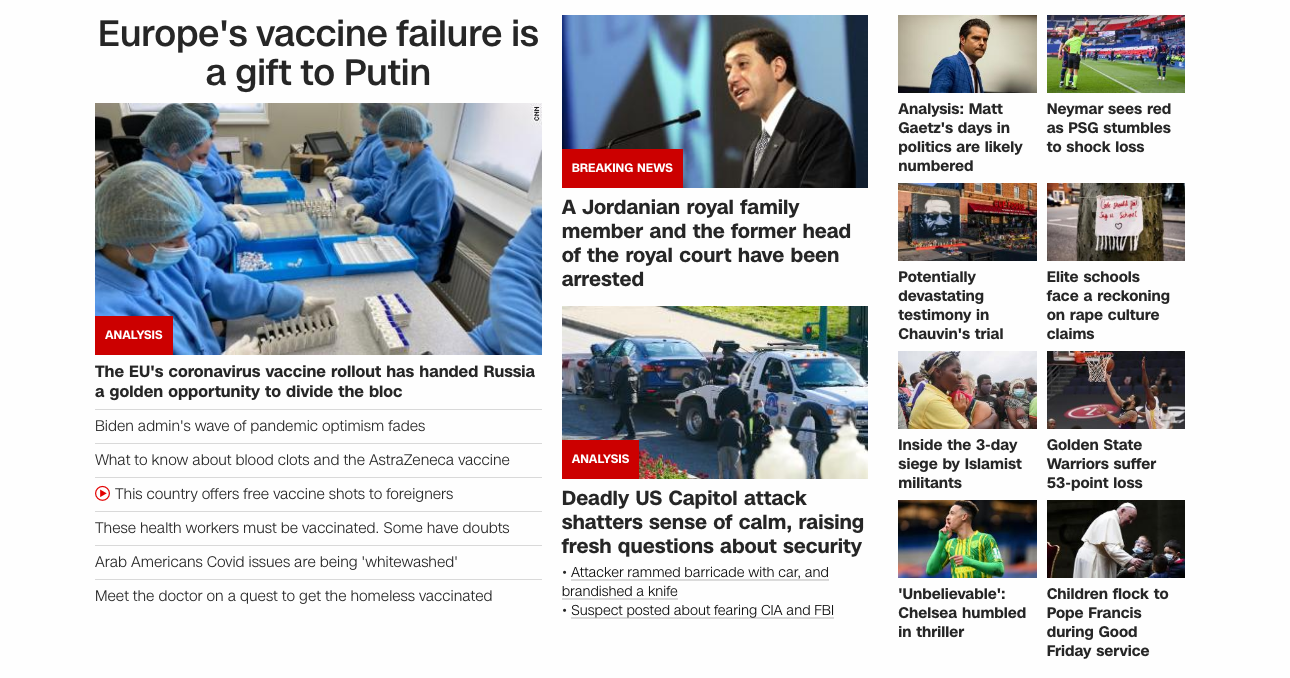 Europe's vaccine failure is
a gift to Putin
CNN
ANALYSIS
The EU's coronavirus vaccine rollout has handed Russia
a golden opportunity to divide the bloc
Biden admin's wave of pandemic optimism fades
What to know about blood clots and the AstraZeneca vaccine
This country offers free vaccine shots to foreigners
These health workers must be vaccinated. Some have doubts
Arab Americans Covid issues are being 'whitewashed'
Meet the doctor on a quest to get the homeless vaccinated
BREAKING NEWS
A Jordanian royal family
member and the former head
of the royal court have been
arrested
ANALYSIS
Deadly US Capitol attack
shatters sense of calm, raising
fresh questions about security
• Attacker rammed barricade with car, and
brandished a knife
• Suspect posted about fearing CIA and FBI
Analysis: Matt
Gaetz's days in
politics are likely
numbered
Neymar sees red
as PSG stumbles
to shock loss
Potentially
devastating
testimony in
Chauvin's trial
Elite schools
face a reckoning
on rape culture
claims
Inside the 3-day
siege by Islamist
militants
Golden State
Warriors suffer
53-point loss
'Unbelievable':
Chelsea humbled
in thriller
Children flock to
Pope Francis
during Good
Friday service